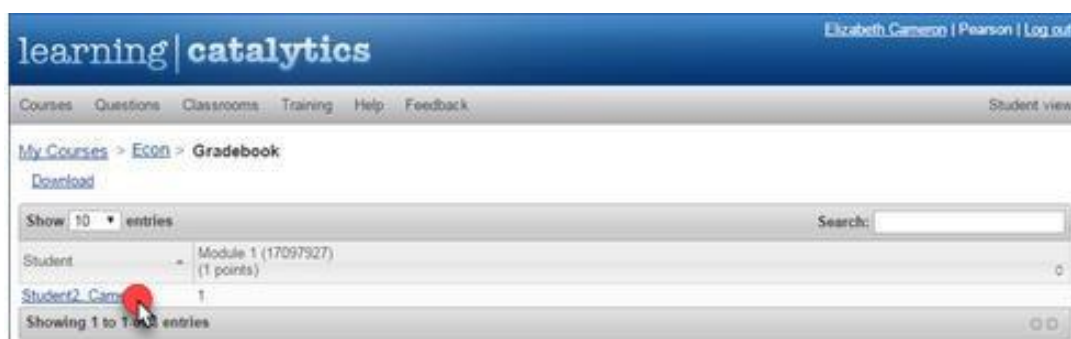 Elizabeth Cameron | Pearson | Log out
learning | catalytics
Courses Questions Classrooms Training Help Feedback Student view
My Courses > Econ > Gradebook
Download
Show 10 entries Search:
Student Module 1 (17097927)
(1 points)
Student2, 1
Showing 1 to 1 entries